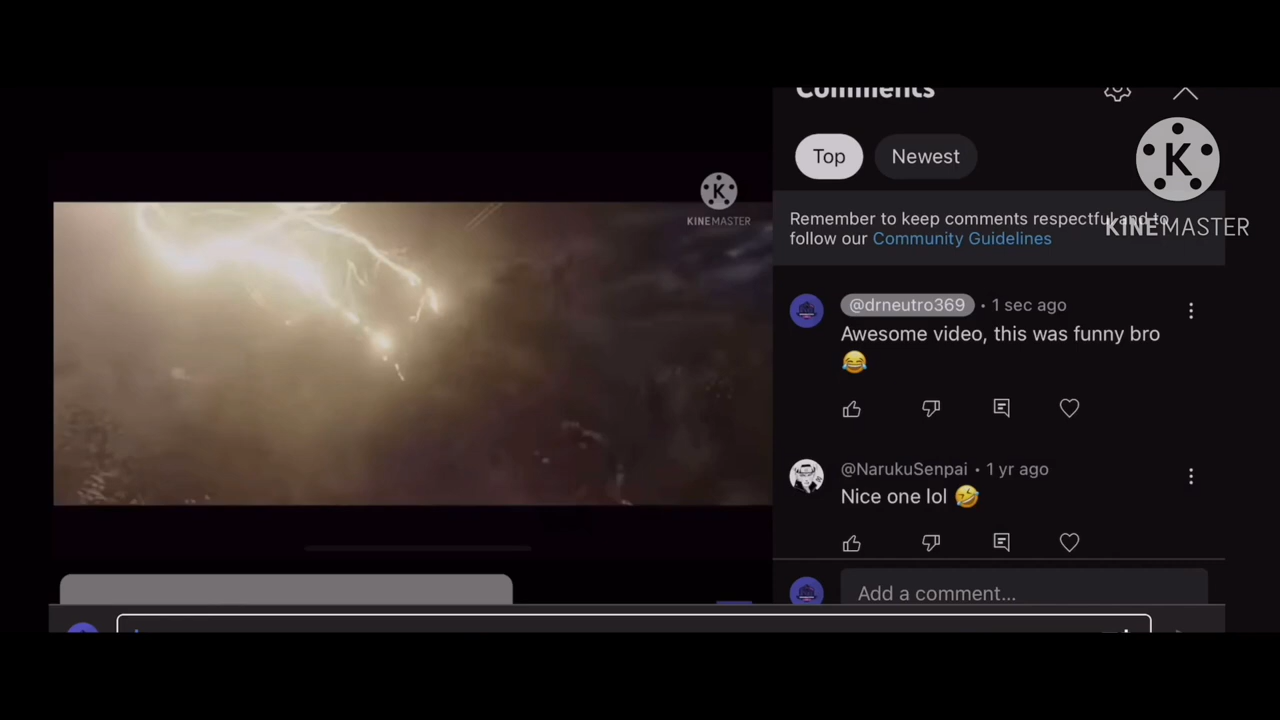 Comments
Top
Newest
K
KINEMASTER
K
KINEMASTER
Remember to keep comments respectful and to
follow our Community Guidelines
@drneutro369 • 1 sec ago
Awesome video, this was funny bro
😂
@NarukuSenpai • 1 yr ago
Nice one lol 🤣
Add a comment...